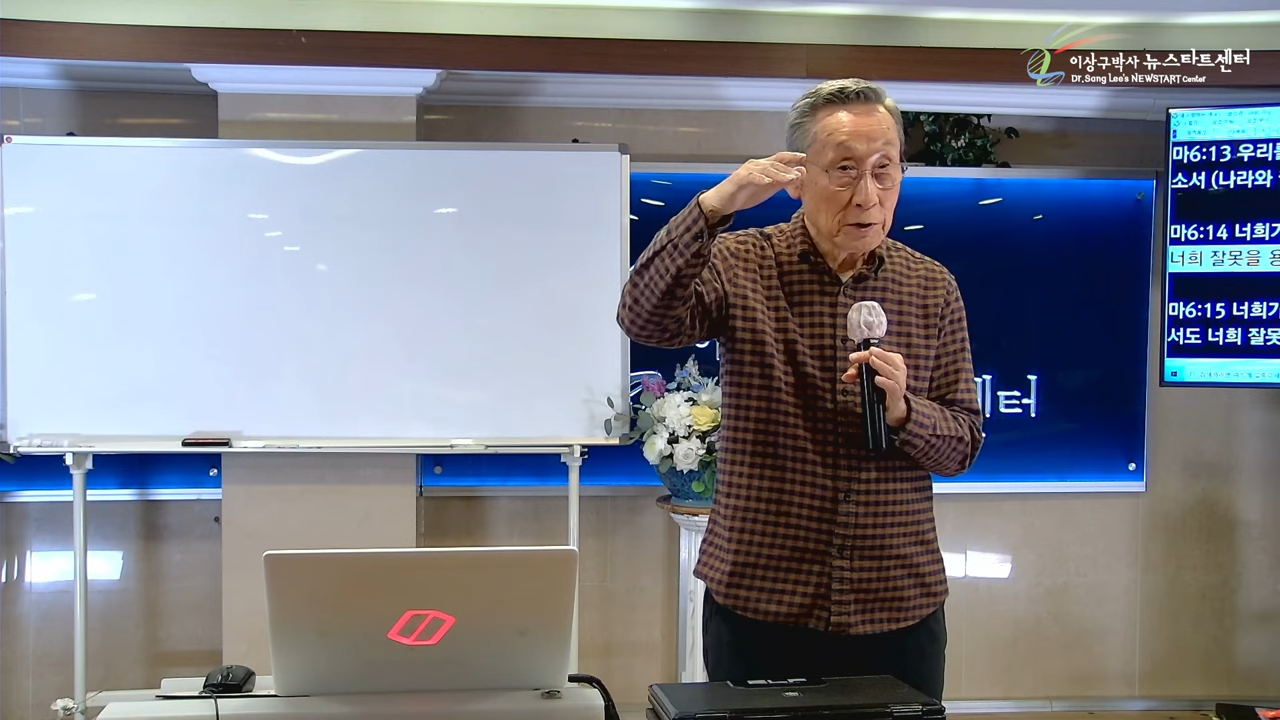 이상구박사 뉴스타트센터
Dr. Sang Lee's NEWSTART Center
마6:13 우리를
소서 (나라와
마6:14 너희가
너희 잘못을 용
마6:15 너희가
서도 너희 잘못
터